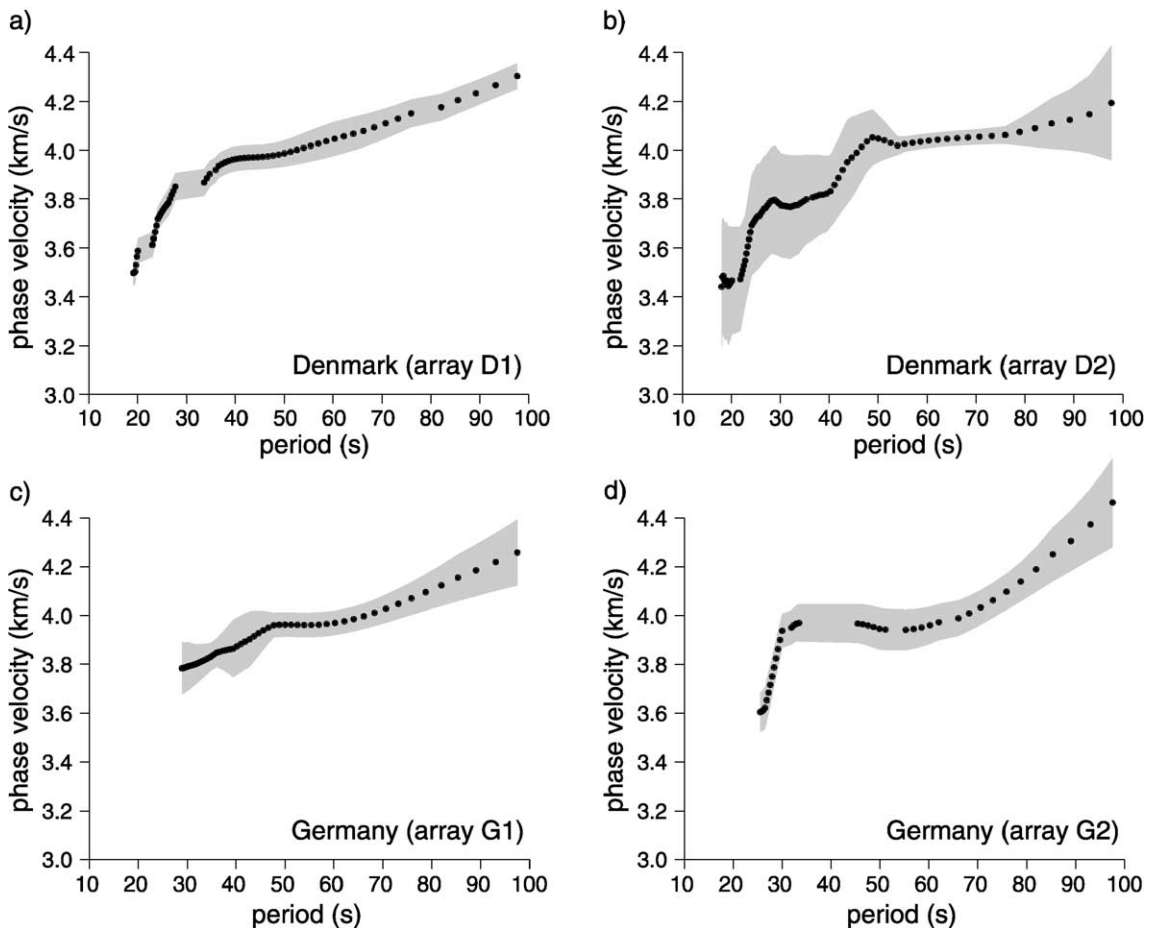 a)
4.4
4.2
4.0
3.8
3.6
3.4
3.2
3.0
phase velocity (km/s)
Denmark (array D1)
10 20 30 40 50 60 70 80 90 100
period (s)
b)
4.4
4.2
4.0
3.8
3.6
3.4
3.2
3.0
phase velocity (km/s)
Denmark (array D2)
10 20 30 40 50 60 70 80 90 100
period (s)
c)
4.4
4.2
4.0
3.8
3.6
3.4
3.2
3.0
phase velocity (km/s)
Germany (array G1)
10 20 30 40 50 60 70 80 90 100
period (s)
d)
4.4
4.2
4.0
3.8
3.6
3.4
3.2
3.0
phase velocity (km/s)
Germany (array G2)
10 20 30 40 50 60 70 80 90 100
period (s)